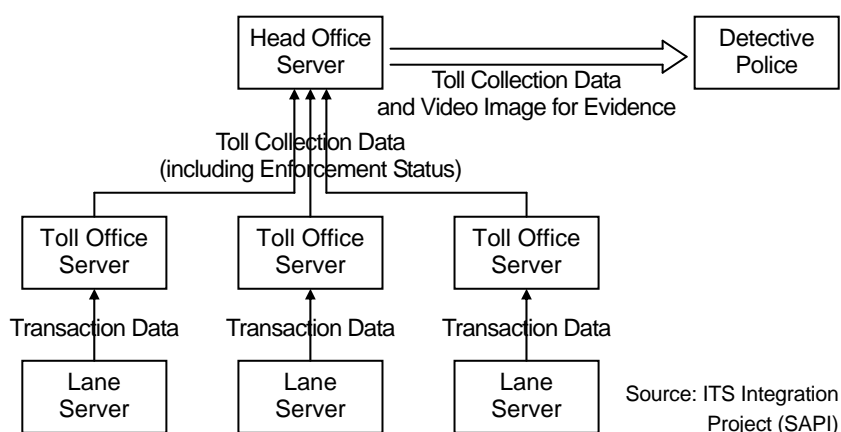 Head Office
Server
Detective
Police
Toll Collection Data
and Video Image for Evidence
Toll Collection Data
(including Enforcement Status)
Toll Office
Server
Toll Office
Server
Toll Office
Server
Transaction Data
Transaction Data
Transaction Data
Lane
Server
Lane
Server
Lane
Server
Source: ITS Integration
Project (SAPI)